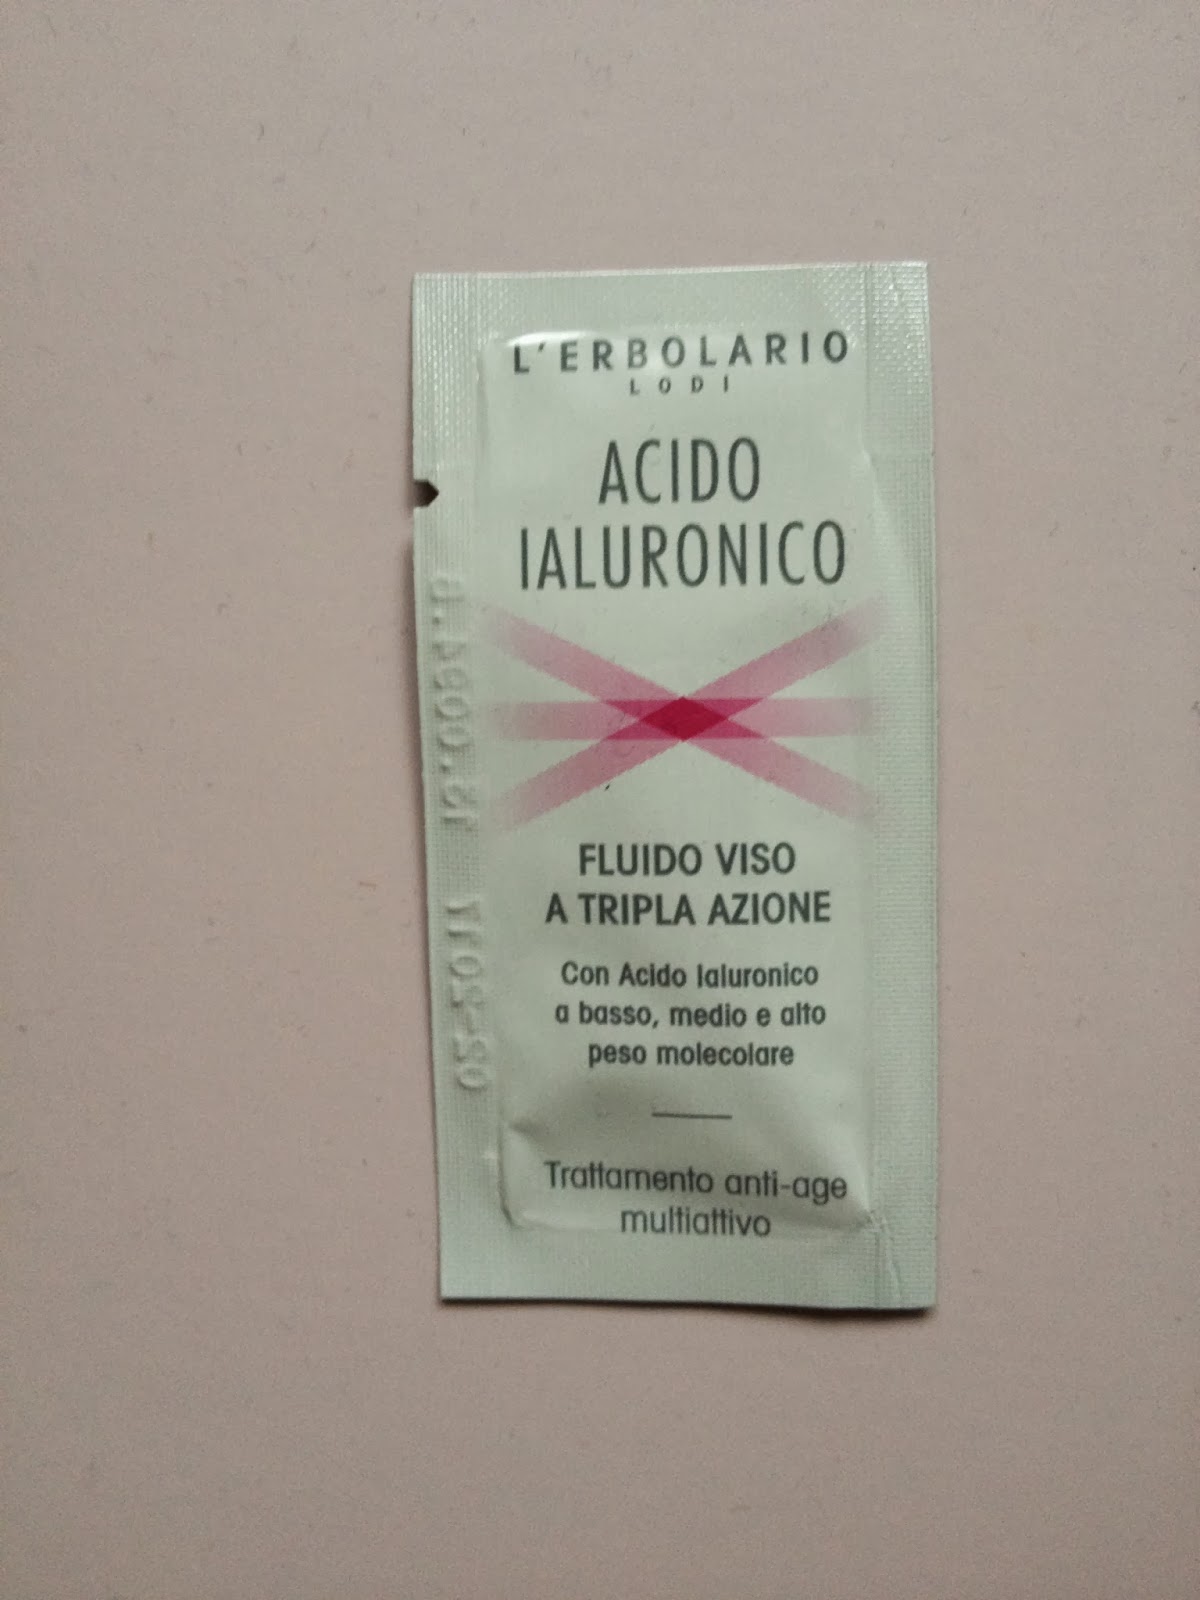 L'ERBOLARIO
LODI
ACIDO
IALURONICO
FLUIDO VISO
A TRIPLA AZIONE
Con Acido Ialuronico
a basso, medio e alto
peso molecolare
Trattamento anti-age
multiattivo